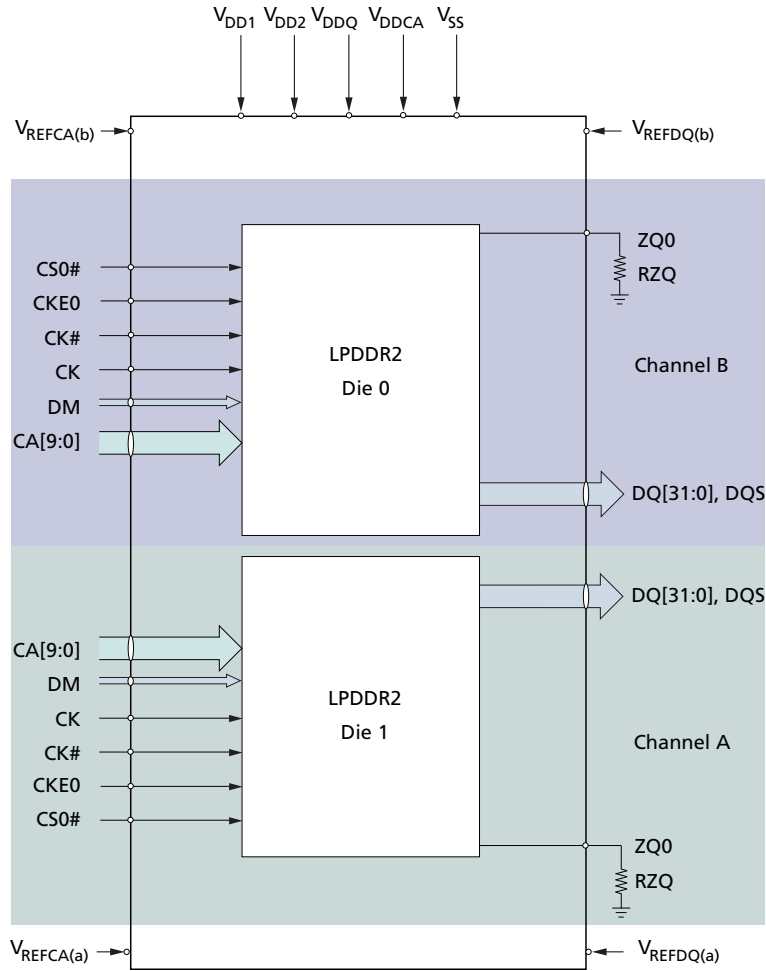 VDD1 VDD2 VDDQ VDDCA VSS
VREFCA(b)
VREFDQ(b)
ZQ0
RZQ
CS0#
CKE0
CK#
CK
DM
CA[9:0]
LPDDR2
Die 0
Channel B
DQ[31:0], DQS
DQ[31:0], DQS
CA[9:0]
DM
CK
CK#
CKE0
CS0#
LPDDR2
Die 1
Channel A
ZQ0
RZQ
VREFCA(a)
VREFDQ(a)